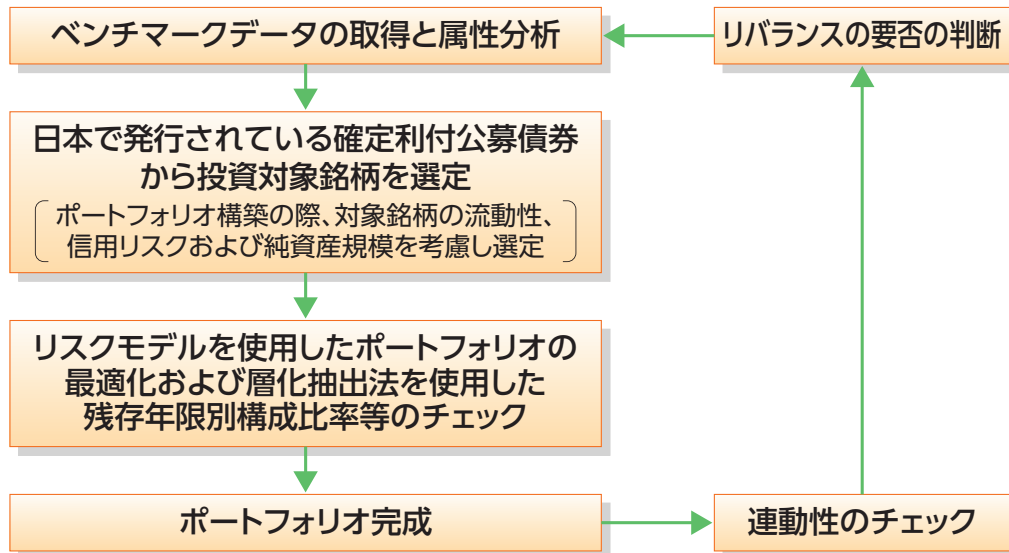 ベンチマークデータの取得と属性分析
リバランスの要否の判断
日本で発行されている確定利付公募債券
から投資対象銘柄を選定
ポートフォリオ構築の際、対象銘柄の流動性、
信用リスクおよび純資産規模を考慮し選定
リスクモデルを使用したポートフォリオの
最適化および層化抽出法を使用した
残存年限別構成比率等のチェック
ポートフォリオ完成
連動性のチェック